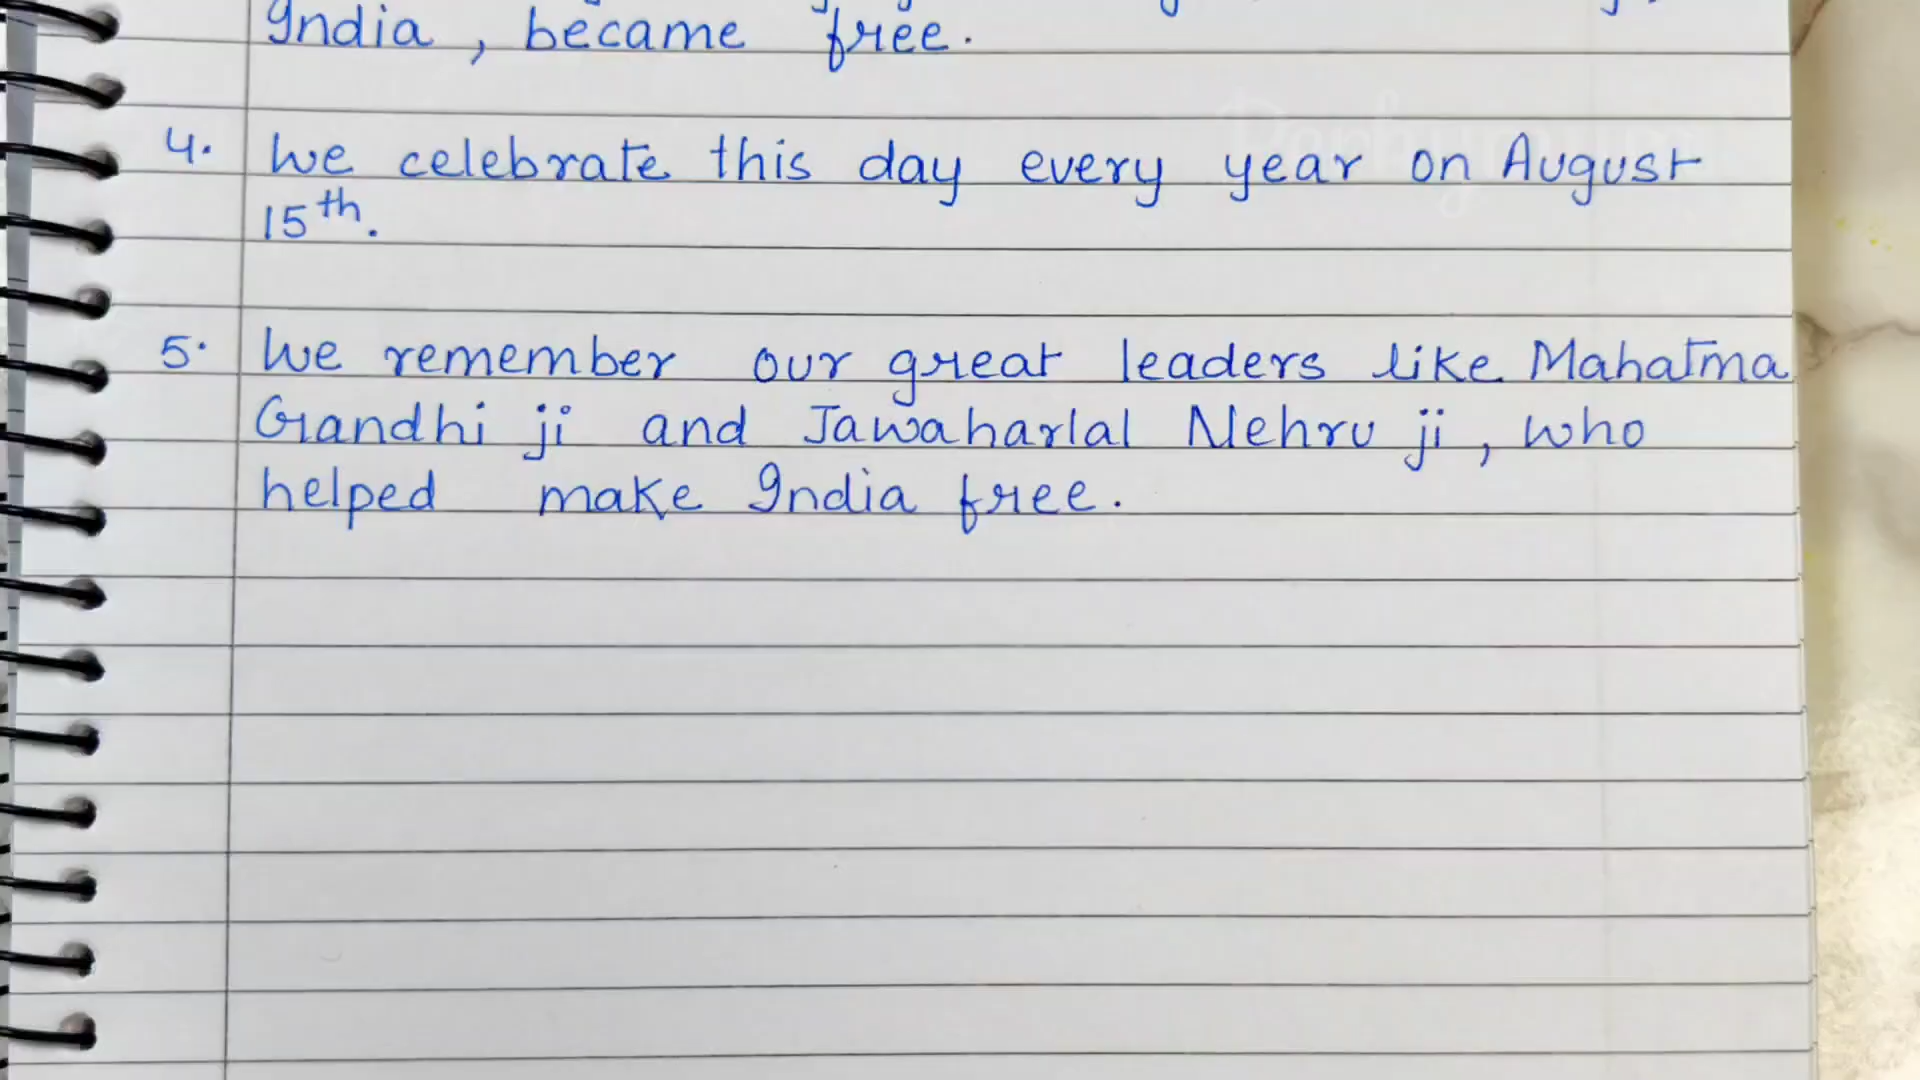 India, became free.
4. We celebrate this day every year on August
15th.
5. We remember our great leaders like Mahatma
Gandhi ji and Jawaharlal Nehru ji, who
helped make India free.